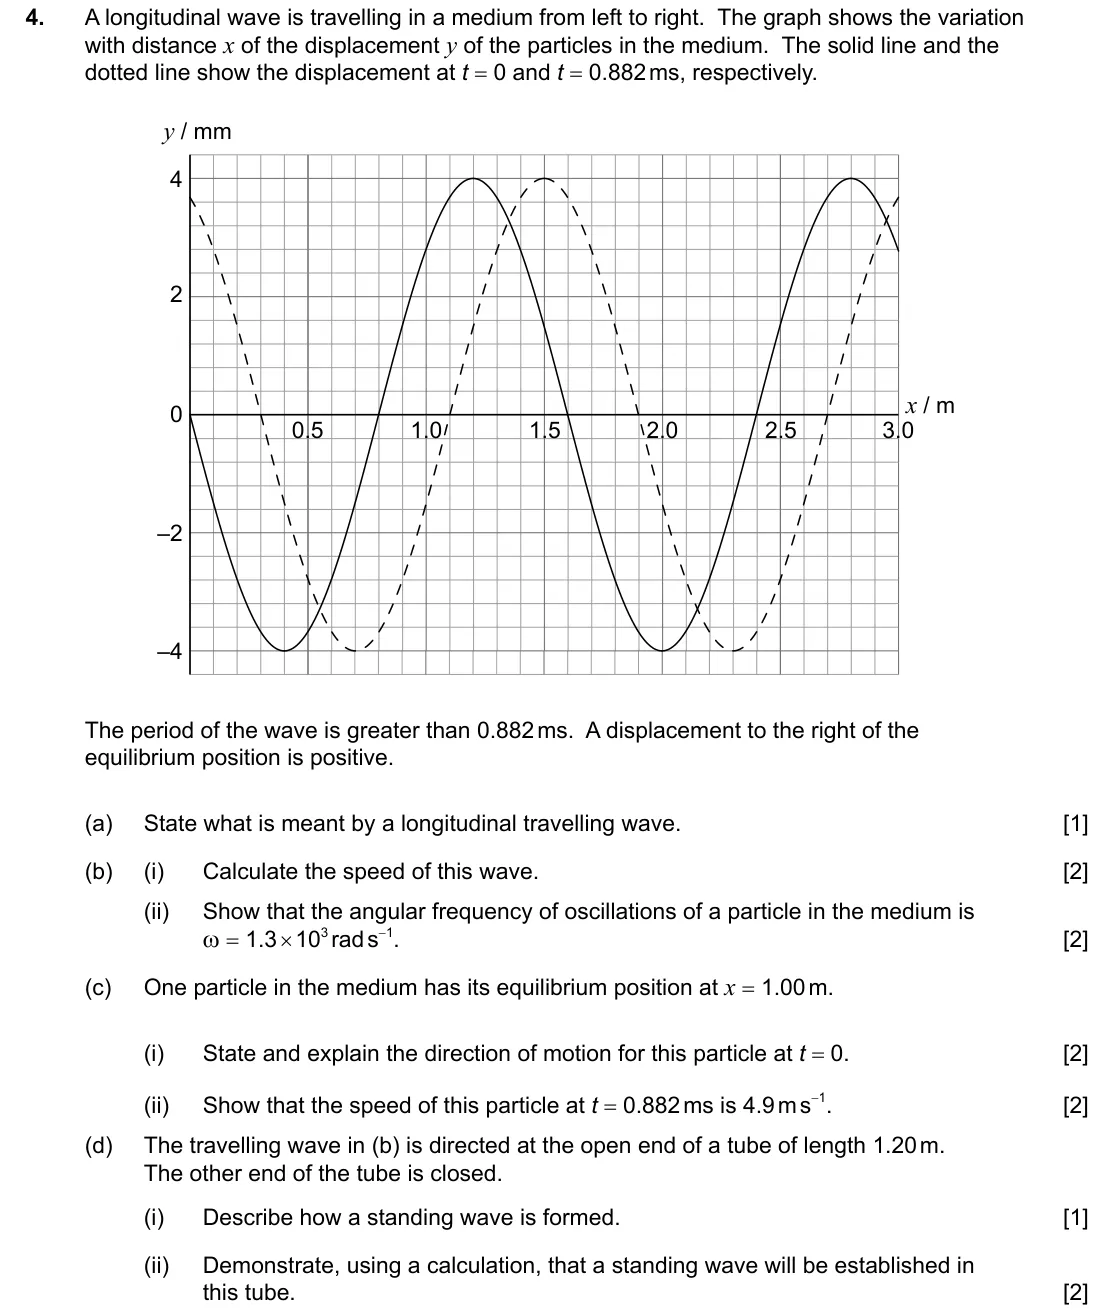 4. A longitudinal wave is travelling in a medium from left to right. The graph shows the variation
with distance x of the displacement y of the particles in the medium. The solid line and the
dotted line show the displacement at t = 0 and t = 0.882 ms, respectively.
y / mm
4
2
0
0.5 1.0 1.5 2.0 2.5 3.0
x / m
–2
–4
The period of the wave is greater than 0.882 ms. A displacement to the right of the
equilibrium position is positive.
(a) State what is meant by a longitudinal travelling wave. [1]
(b) (i) Calculate the speed of this wave. [2]
(ii) Show that the angular frequency of oscillations of a particle in the medium is
ω = 1.3 × 10³ rad s⁻¹. [2]
(c) One particle in the medium has its equilibrium position at x = 1.00 m.
(i) State and explain the direction of motion for this particle at t = 0. [2]
(ii) Show that the speed of this particle at t = 0.882 ms is 4.9 m s⁻¹. [2]
(d) The travelling wave in (b) is directed at the open end of a tube of length 1.20 m.
The other end of the tube is closed.
(i) Describe how a standing wave is formed. [1]
(ii) Demonstrate, using a calculation, that a standing wave will be established in
this tube. [2]